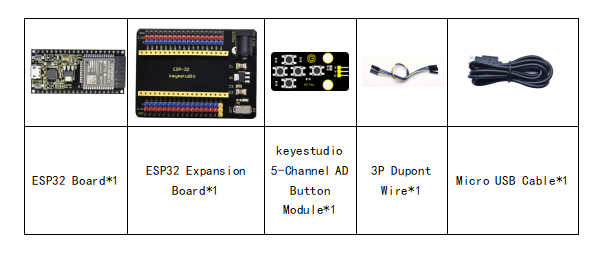 ESP-32
keyestudio
ESP32 Board*1
ESP32 Expansion
Board*1
keyestudio
5-Channel AD
Button
Module*1
3P Dupont
Wire*1
Micro USB Cable*1